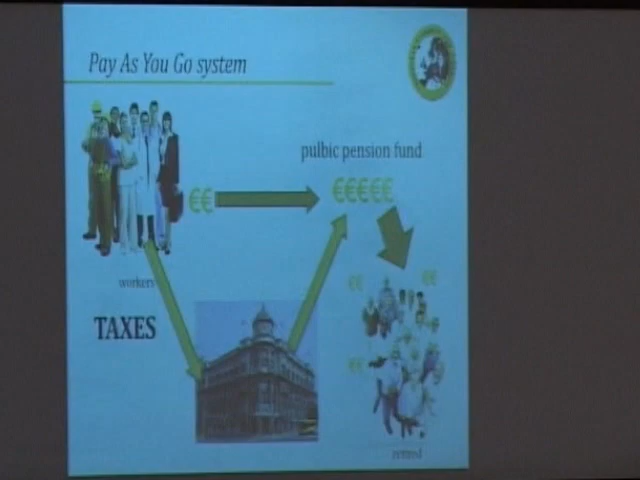 Pay As You Go system
pulbic pension fund
€€
€€€€€
€€
€€
workers
TAXES
€€
retired